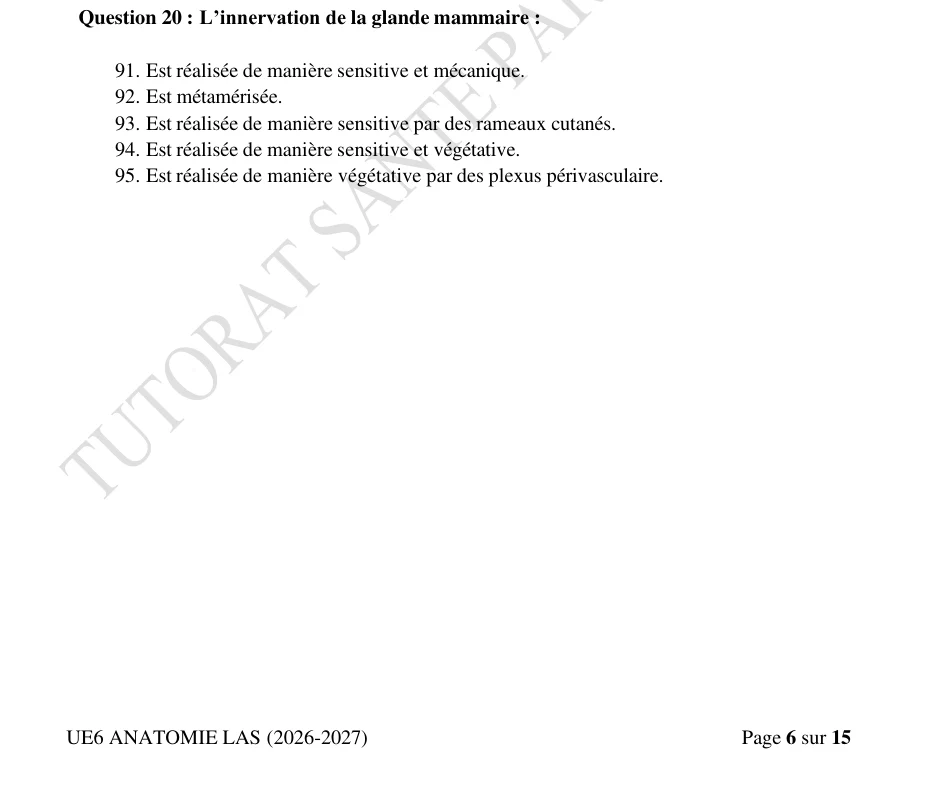 Question 20 : L’innervation de la glande mammaire :
91. Est réalisée de manière sensitive et mécanique.
92. Est métamérisée.
93. Est réalisée de manière sensitive par des rameaux cutanés.
94. Est réalisée de manière sensitive et végétative.
95. Est réalisée de manière végétative par des plexus périvasculaire.
TUTORAT SANTE
UE6 ANATOMIE LAS (2026-2027)
Page 6 sur 15